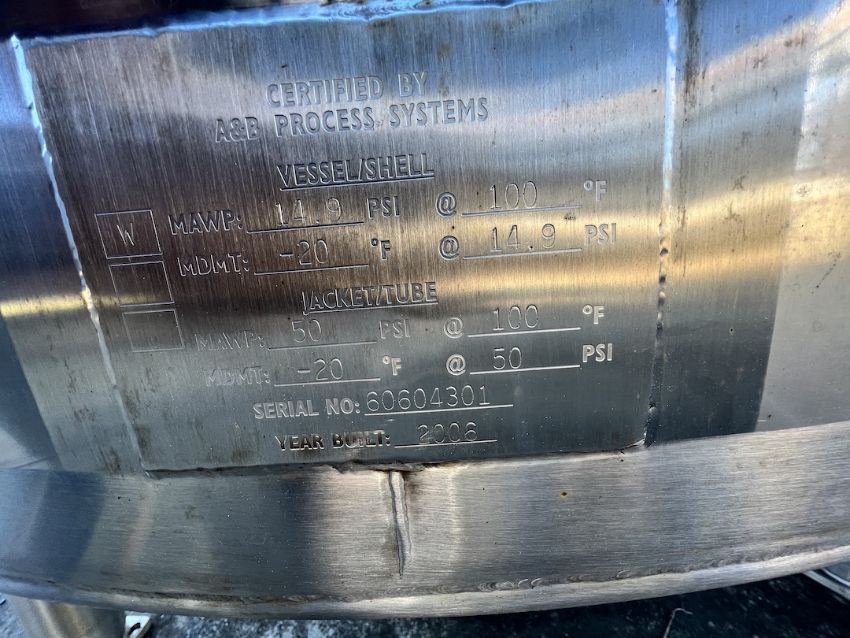 CERTIFIED BY
A&B PROCESS SYSTEMS
VESSEL/SHELL
W
MAWP: 14.9 PSI @ 100 °F
MDMT: -20 °F @ 14.9 PSI
JACKET/TUBE
MAWP: 50 PSI @ 100 °F
MDMT: -20 °F @ 50 PSI
SERIAL NO: 60604301
YEAR BUILT: 2006